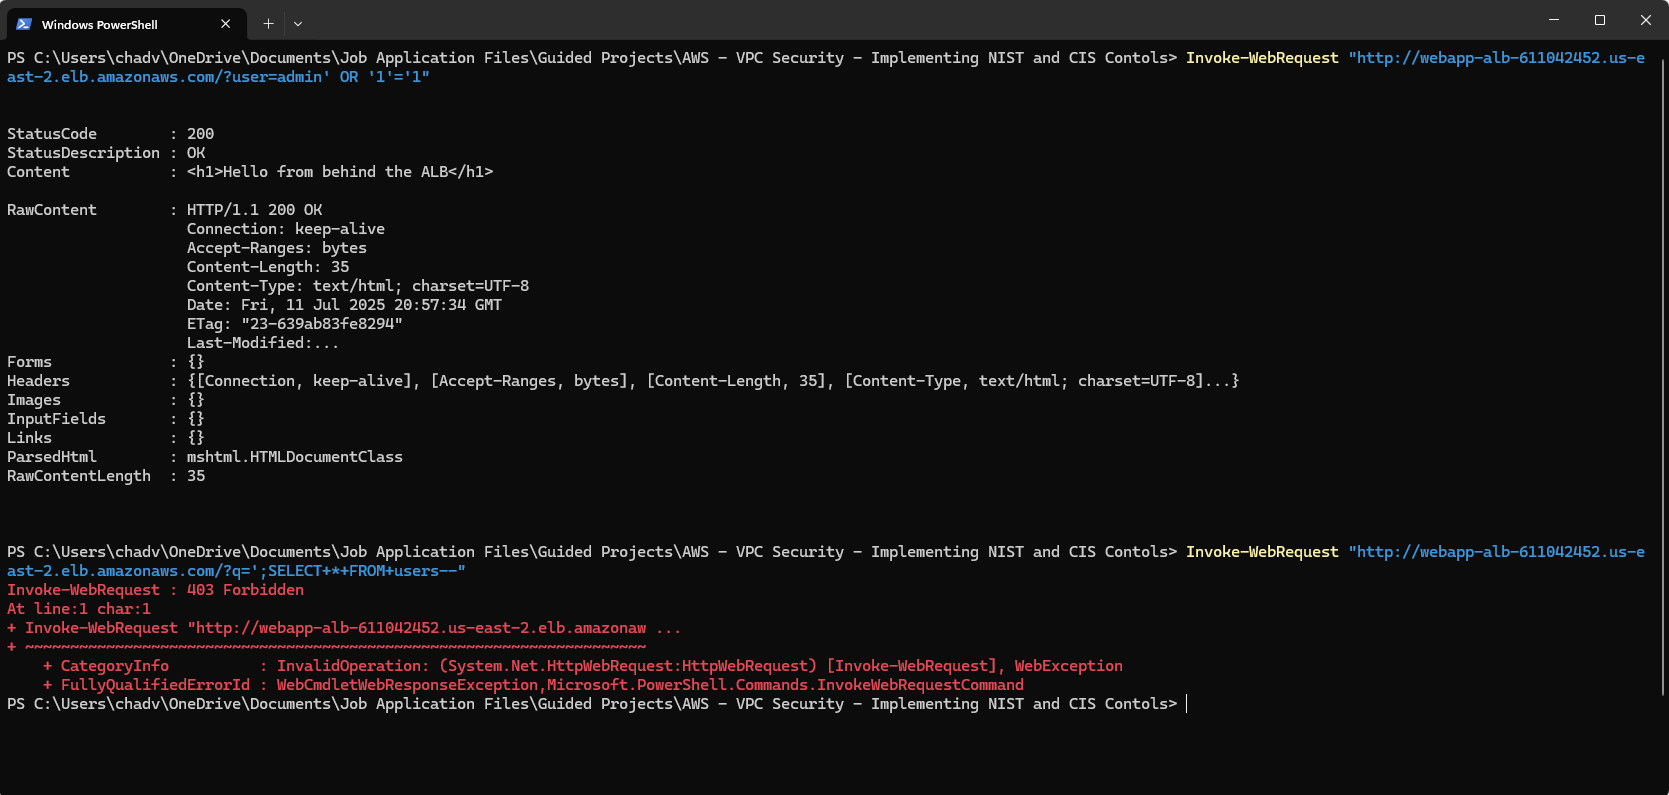 Windows PowerShell
PS C:\Users\chadv\OneDrive\Documents\Job Application Files\Guided Projects\AWS - VPC Security - Implementing NIST and CIS Contols> Invoke-WebRequest "http://webapp-alb-611042452.us-e
ast-2.elb.amazonaws.com/?user=admin' OR '1'='1"
StatusCode : 200
StatusDescription : OK
Content : <h1>Hello from behind the ALB</h1>
RawContent : HTTP/1.1 200 OK
Connection: keep-alive
Accept-Ranges: bytes
Content-Length: 35
Content-Type: text/html; charset=UTF-8
Date: Fri, 11 Jul 2025 20:57:34 GMT
ETag: "23-639ab83fe8294"
Last-Modified:...
Forms : {}
Headers : {[Connection, keep-alive], [Accept-Ranges, bytes], [Content-Length, 35], [Content-Type, text/html; charset=UTF-8]...}
Images : {}
InputFields : {}
Links : {}
ParsedHtml : mshtml.HTMLDocumentClass
RawContentLength : 35
PS C:\Users\chadv\OneDrive\Documents\Job Application Files\Guided Projects\AWS - VPC Security - Implementing NIST and CIS Contols> Invoke-WebRequest "http://webapp-alb-611042452.us-e
ast-2.elb.amazonaws.com/?q=';SELECT+*+FROM+users--"
Invoke-WebRequest : 403 Forbidden
At line:1 char:1
+ Invoke-WebRequest "http://webapp-alb-611042452.us-east-2.elb.amazonaw ...
+ ~~~~~~~~~~~~~~~~~~~~~~~~~~~~~~~~~~~~~~~~~~~~~~~~~~~~~~~~~~~~~~~~~~~~~
+ CategoryInfo : InvalidOperation: (System.Net.HttpWebRequest:HttpWebRequest) [Invoke-WebRequest], WebException
+ FullyQualifiedErrorId : WebCmdletWebResponseException,Microsoft.PowerShell.Commands.InvokeWebRequestCommand
PS C:\Users\chadv\OneDrive\Documents\Job Application Files\Guided Projects\AWS - VPC Security - Implementing NIST and CIS Contols>